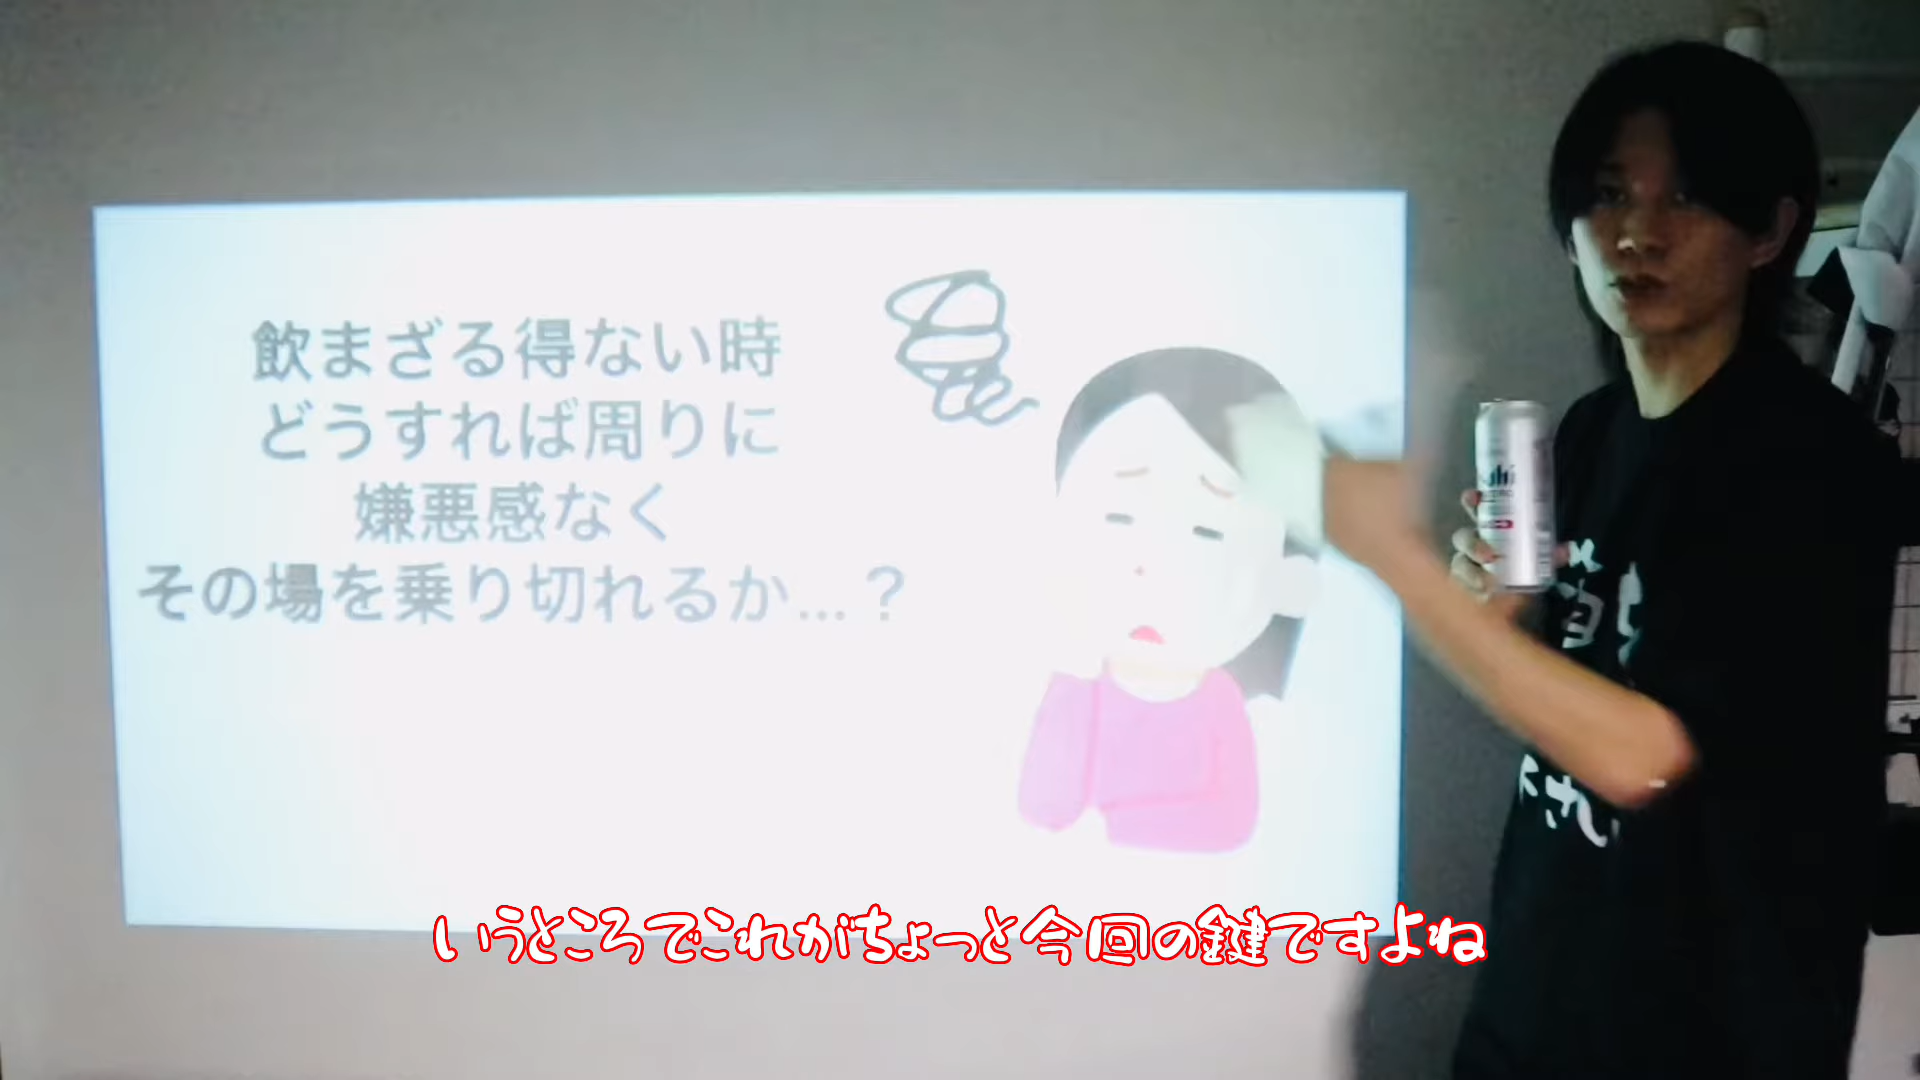 飲まざる得ない時
どうすれば周りに
嫌悪感なく
その場を乗り切れるか...？
いうところでこれがちょっと今回の鍵ですよね